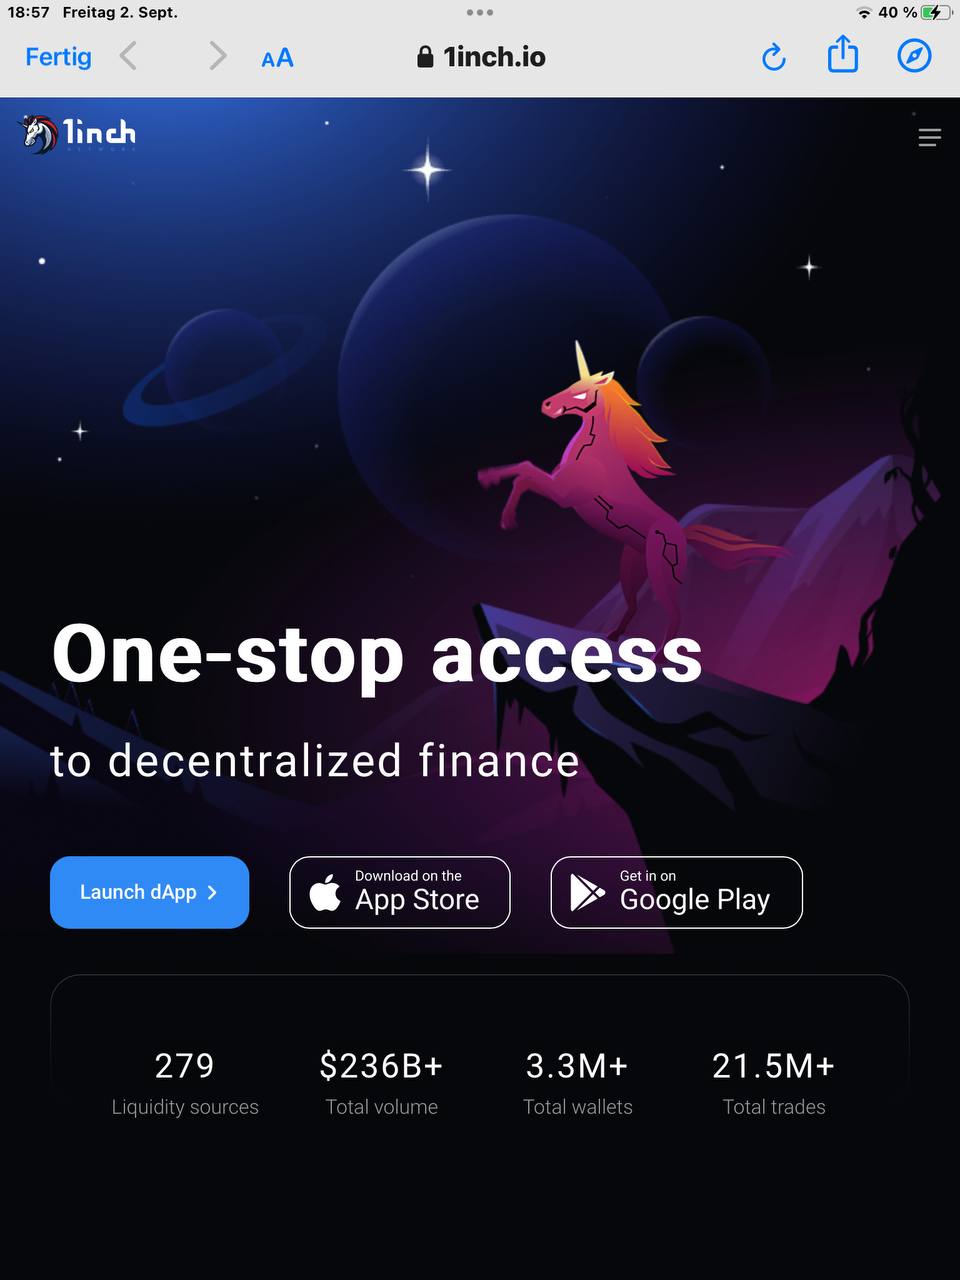 18:57 Freitag 2. Sept.
40 %
Fertig
AA
1inch.io
1inch
NETWORK
One-stop access
to decentralized finance
Launch dApp
Download on the
App Store
Get in on
Google Play
279
Liquidity sources
$236B+
Total volume
3.3M+
Total wallets
21.5M+
Total trades